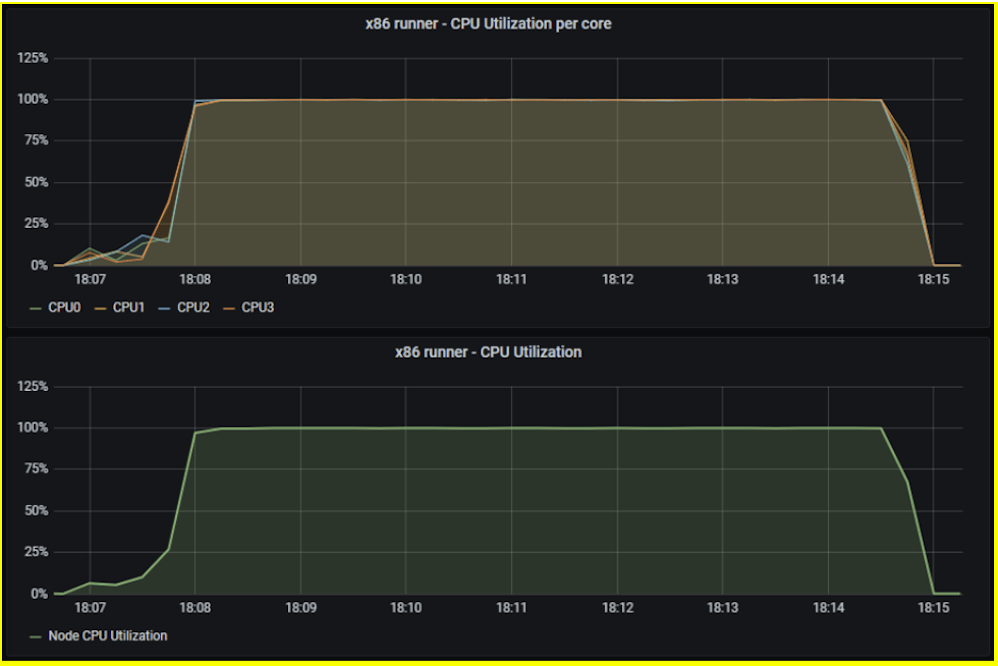 x86 runner - CPU Utilization per core
125%
100%
75%
50%
25%
0%
18:07 18:08 18:09 18:10 18:11 18:12 18:13 18:14 18:15
CPU0 CPU1 CPU2 CPU3
x86 runner - CPU Utilization
125%
100%
75%
50%
25%
0%
18:07 18:08 18:09 18:10 18:11 18:12 18:13 18:14 18:15
Node CPU Utilization